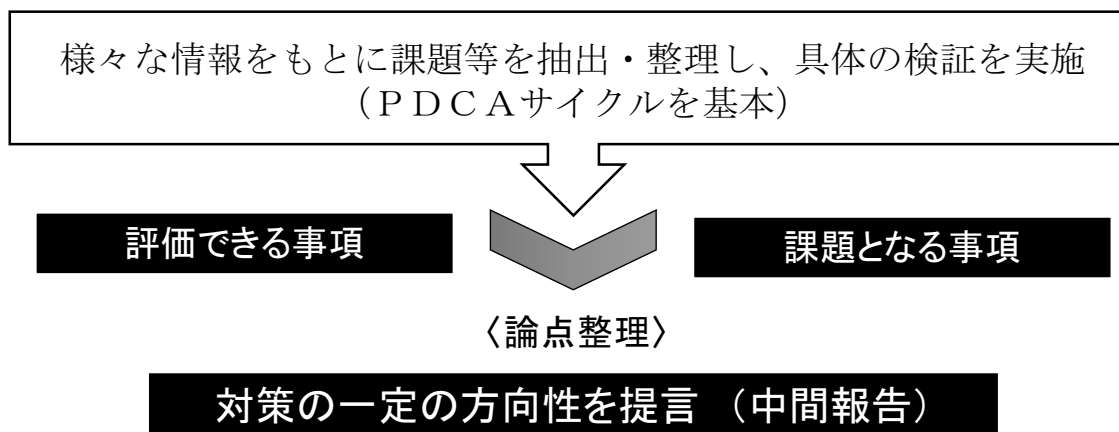 様々な情報をもとに課題等を抽出・整理し、具体の検証を実施
（ＰＤＣＡサイクルを基本）
評価できる事項
課題となる事項
〈論点整理〉
対策の一定の方向性を提言 （中間報告）